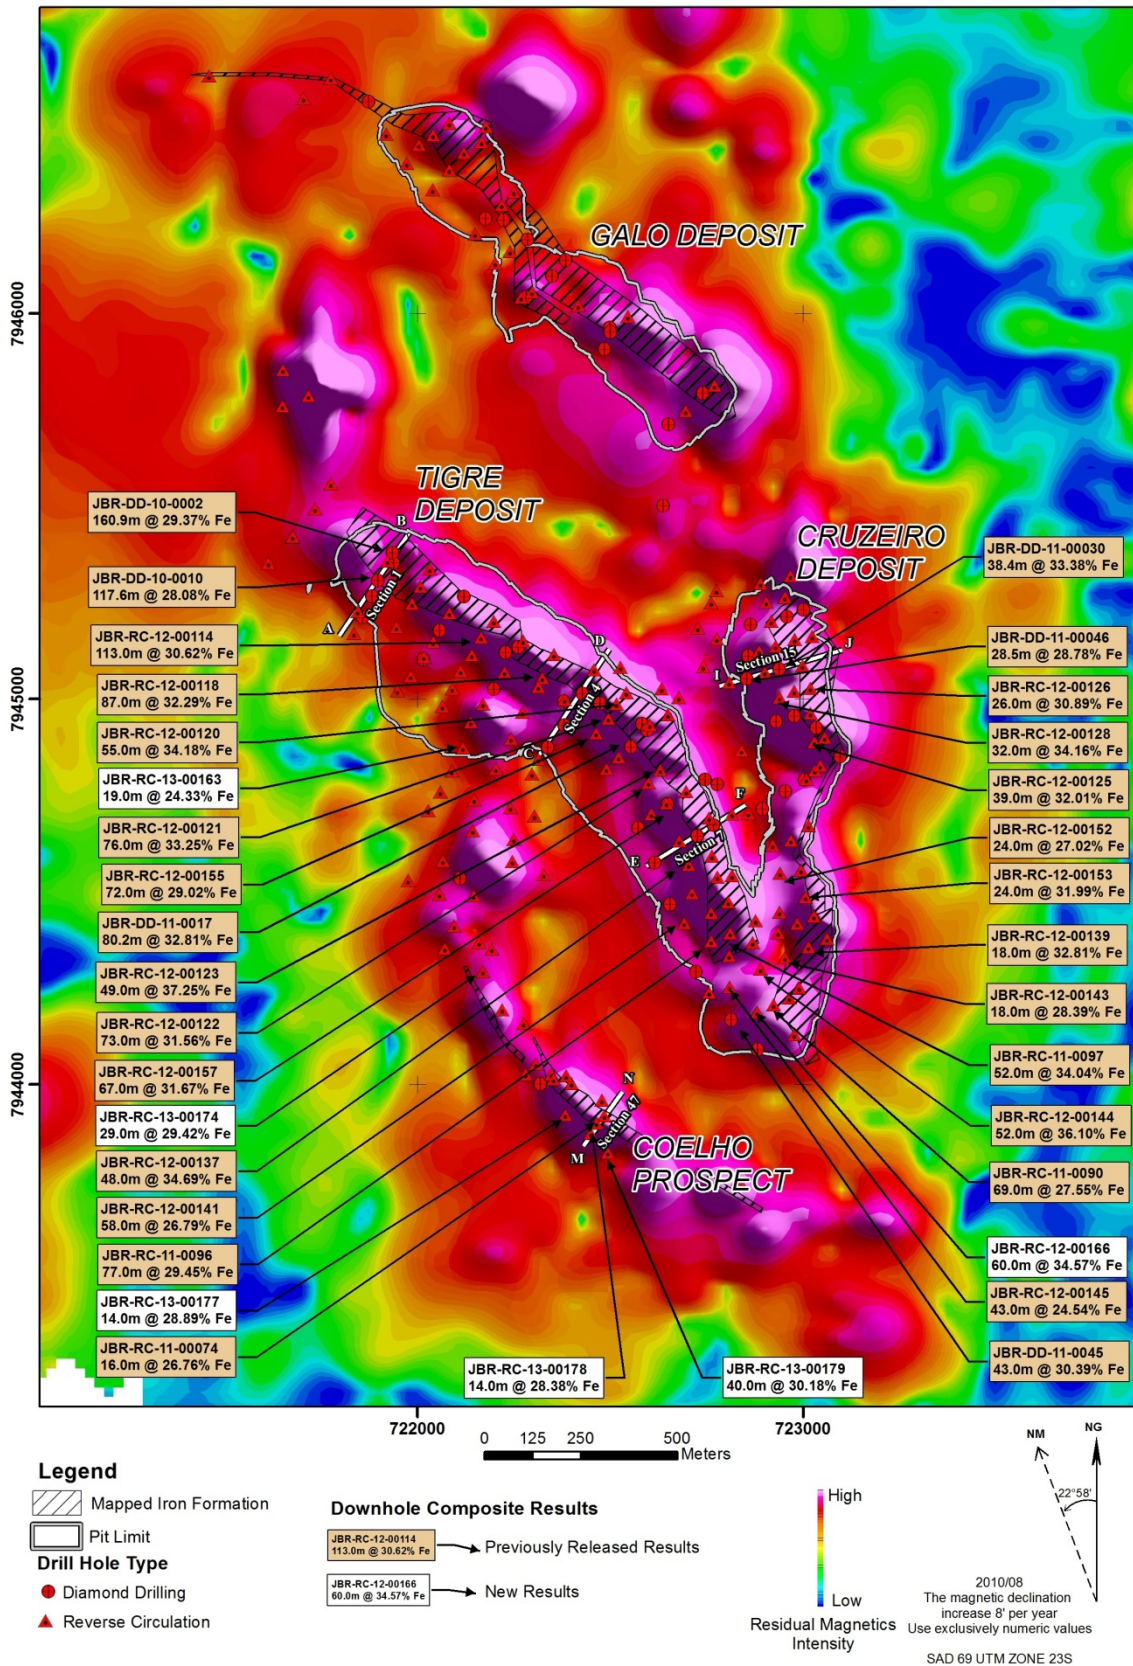 GALO DEPOSIT
7946000
TIGRE
DEPOSIT
CRUZEIRO
DEPOSIT
JBR-DD-10-0002
160.9m @ 29.37% Fe
JBR-DD-10-0010
117.6m @ 28.08% Fe
JBR-RC-12-00114
113.0m @ 30.62% Fe
JBR-RC-12-00118
87.0m @ 32.29% Fe
7945000
JBR-RC-12-00120
55.0m @ 34.18% Fe
JBR-RC-13-00163
19.0m @ 24.33% Fe
JBR-RC-12-00121
76.0m @ 33.25% Fe
JBR-RC-12-00155
72.0m @ 29.02% Fe
JBR-DD-11-0017
80.2m @ 32.81% Fe
JBR-RC-12-00123
49.0m @ 37.25% Fe
JBR-RC-12-00122
73.0m @ 31.56% Fe
JBR-RC-12-00157
67.0m @ 31.67% Fe
7944000
JBR-RC-13-00174
29.0m @ 29.42% Fe
JBR-RC-12-00137
48.0m @ 34.69% Fe
JBR-RC-12-00141
58.0m @ 26.79% Fe
JBR-RC-11-0096
77.0m @ 29.45% Fe
JBR-RC-13-00177
14.0m @ 28.89% Fe
JBR-RC-11-00074
16.0m @ 26.76% Fe
A
B
Section 1
C
D
Section 4
E
F
Section 7
I
J
Section 15
M
N
Section 47
COELHO
PROSPECT
JBR-DD-11-00030
38.4m @ 33.38% Fe
JBR-DD-11-00046
28.5m @ 28.78% Fe
JBR-RC-12-00126
26.0m @ 30.89% Fe
JBR-RC-12-00128
32.0m @ 34.16% Fe
JBR-RC-12-00125
39.0m @ 32.01% Fe
JBR-RC-12-00152
24.0m @ 27.02% Fe
JBR-RC-12-00153
24.0m @ 31.99% Fe
JBR-RC-12-00139
18.0m @ 32.81% Fe
JBR-RC-12-00143
18.0m @ 28.39% Fe
JBR-RC-11-0097
52.0m @ 34.04% Fe
JBR-RC-12-00144
52.0m @ 36.10% Fe
JBR-RC-11-0090
69.0m @ 27.55% Fe
JBR-RC-12-00166
60.0m @ 34.57% Fe
JBR-RC-12-00145
43.0m @ 24.54% Fe
JBR-DD-11-0045
43.0m @ 30.39% Fe
JBR-RC-13-00178
14.0m @ 28.38% Fe
JBR-RC-13-00179
40.0m @ 30.18% Fe
722000
723000
0 125 250 500
Meters
Legend
Mapped Iron Formation
Pit Limit
Drill Hole Type
Diamond Drilling
Reverse Circulation
Downhole Composite Results
JBR-RC-12-00114
113.0m @ 30.62% Fe
Previously Released Results
JBR-RC-12-00166
60.0m @ 34.57% Fe
New Results
High
Low
Residual Magnetics
Intensity
NM
NG
22°58'
2010/08
The magnetic declination
increase 8' per year
Use exclusively numeric values
SAD 69 UTM ZONE 23S